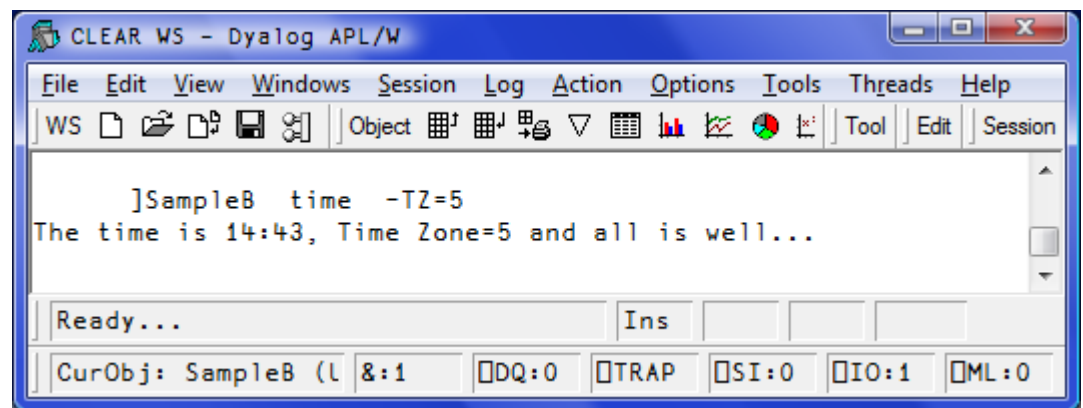 CLEAR WS - Dyalog APL/W
File Edit View Windows Session Log Action Options Tools Threads Help
WS Object Tool Edit Session
]SampleB time -TZ=5
The time is 14:43, Time Zone=5 and all is well...
Ready... Ins
CurObj: SampleB (U &:1 ⎕DQ:0 ⎕TRAP ⎕SI:0 ⎕IO:1 ⎕ML:0